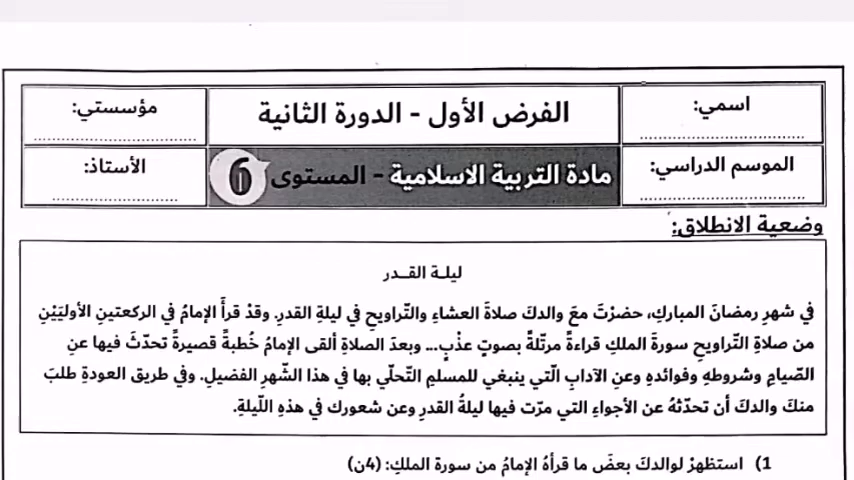 اسمي: ........................
الفرض الأول - الدورة الثانية
مؤسستي: ........................
الموسم الدراسي: ........................
مادة التربية الاسلامية - المستوى 6
الأستاذ: ........................
وضعية الانطلاق:
ليلـة القــدر
في شهرِ رمضانَ المباركِ، حضرْتَ معَ والدكَ صلاةَ العشاءِ والتّراويحِ في ليلةِ القدرِ. وقدْ قرأَ الإمامُ في الركعتينِ الأوليَيْنِ
من صلاةِ التّراويحِ سورةَ الملكِ قراءةً مرتّلةً بصوتٍ عذْبٍ... وبعدَ الصلاةِ ألقى الإمامُ خُطبةً قصيرةً تحدّثَ فيها عنِ
الصّيامِ وشروطهِ وفوائدهِ وعنِ الآدابِ الّتي ينبغي للمسلمِ التّحلّي بها في هذا الشّهرِ الفضيلِ. وفي طريق العودةِ طلبَ
منكَ والدكَ أن تحدّثهُ عن الأجواءِ التي مرّت فيها ليلةُ القدرِ وعن شعورك في هذهِ اللّيلةِ.
1) استظهرْ لوالدكَ بعضَ ما قرأهُ الإمامُ من سورة الملكِ: (4ن)